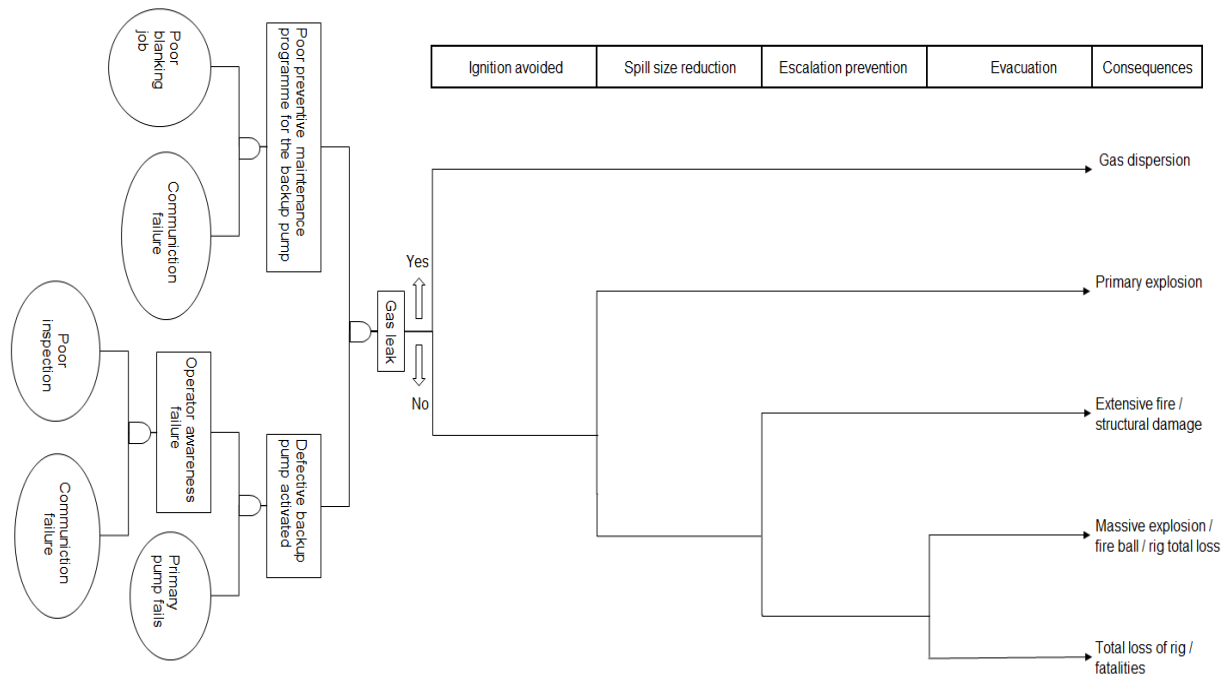 Poor
blanking
job
Communiction
failure
Poor preventive maintenance
programme for the backup pump
Poor
inspection
Communiction
failure
Operator awareness
failure
Primary
pump fails
Defective backup
pump activated
Gas leak
Yes
No
Ignition avoided
Spill size reduction
Escalation prevention
Evacuation
Consequences
Gas dispersion
Primary explosion
Extensive fire /
structural damage
Massive explosion /
fire ball / rig total loss
Total loss of rig /
fatalities